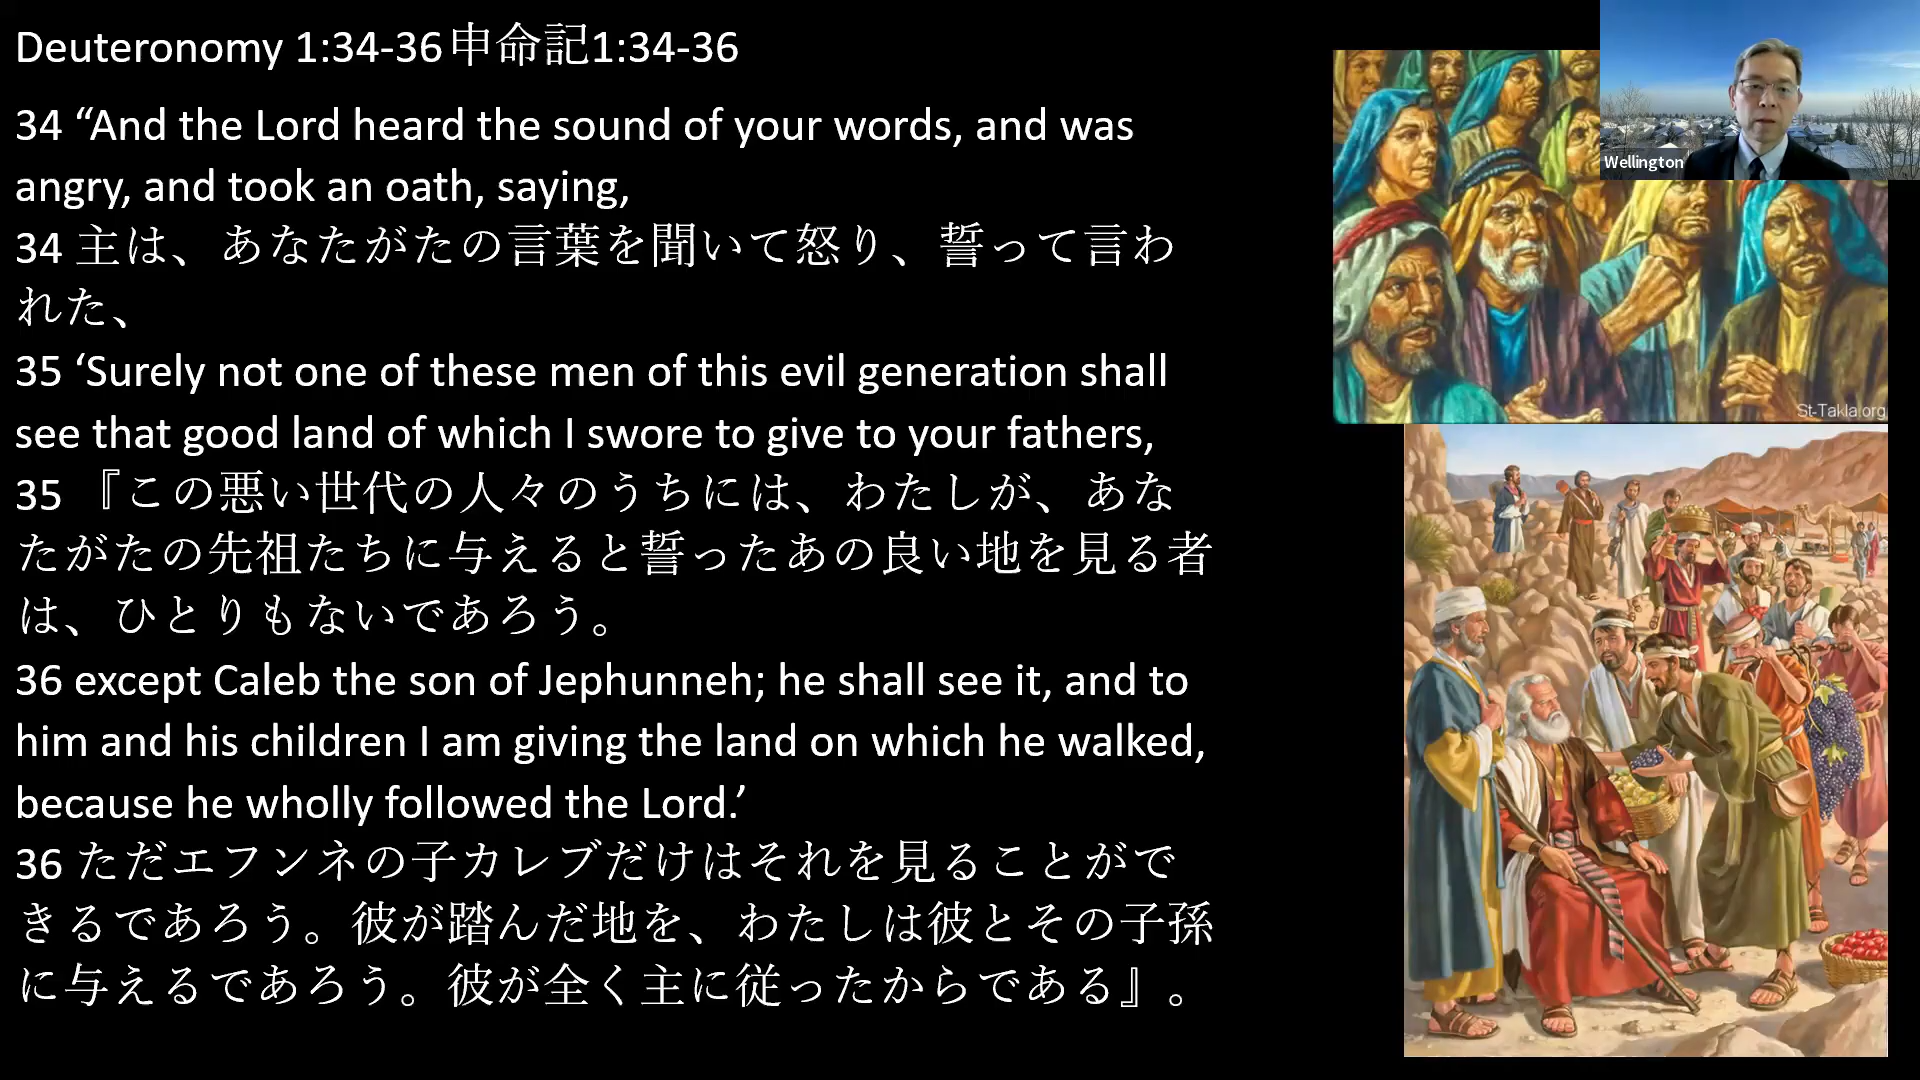 Deuteronomy 1:34-36申命記1:34-36
34 “And the Lord heard the sound of your words, and was
angry, and took an oath, saying,
34 主は、あなたがたの言葉を聞いて怒り、誓って言わ
れた、
35 ‘Surely not one of these men of this evil generation shall
see that good land of which I swore to give to your fathers,
35 『この悪い世代の人々のうちには、わたしが、あな
たがたの先祖たちに与えると誓ったあの良い地を見る者
は、ひとりもないであろう。
36 except Caleb the son of Jephunneh; he shall see it, and to
him and his children I am giving the land on which he walked,
because he wholly followed the Lord.’
36 ただエフンネの子カレブだけはそれを見ることがで
きるであろう。彼が踏んだ地を、わたしは彼とその子孫
に与えるであろう。彼が全く主に従ったからである』。
Wellington
St-Takla.org